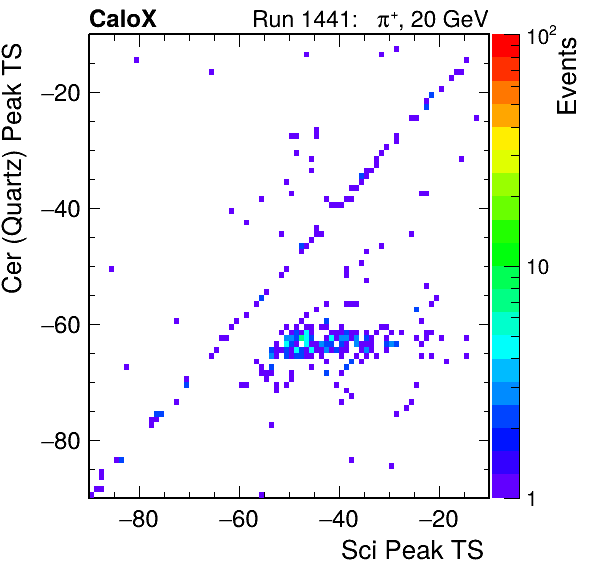 CaloX Run 1441: π⁺, 20 GeV
Cer (Quartz) Peak TS
−20
−40
−60
−80
−80 −60 −40 −20
Sci Peak TS
10²
10
1
Events